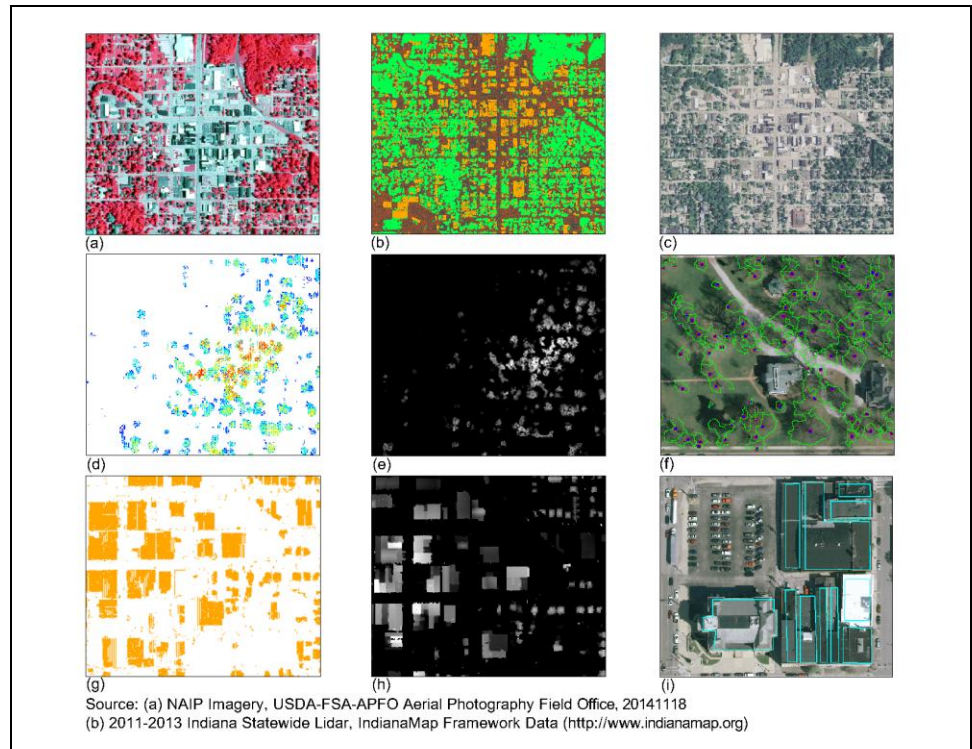 (a)
(b)
(c)
(d)
(e)
(f)
(g)
(h)
(i)
Source: (a) NAIP Imagery, USDA-FSA-APFO Aerial Photography Field Office, 20141118
(b) 2011-2013 Indiana Statewide Lidar, IndianaMap Framework Data (http://www.indianamap.org)